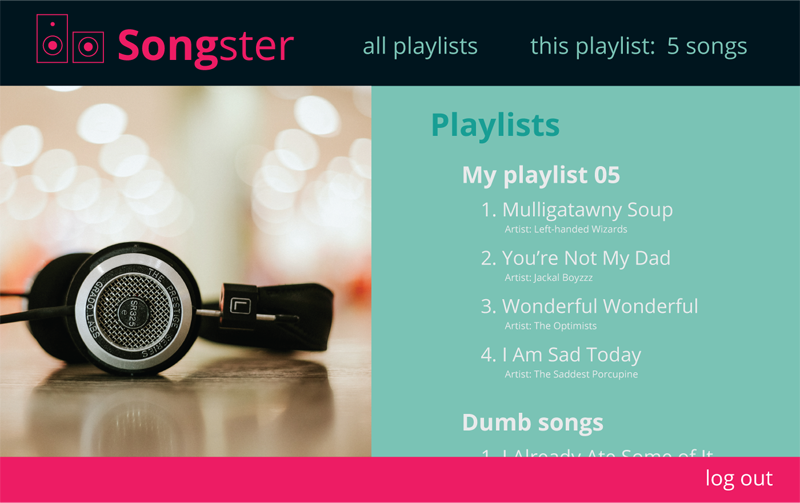 Songster
all playlists
this playlist: 5 songs
Playlists
My playlist 05
1. Mulligatawny Soup
Artist: Left-handed Wizards
2. You’re Not My Dad
Artist: Jackal Boyzzz
3. Wonderful Wonderful
Artist: The Optimists
4. I Am Sad Today
Artist: The Saddest Porcupine
Dumb songs
1. I Already Ate Some of It
THE PRESTIGE SERIES
GRADO LABS
SR325
e
L
log out